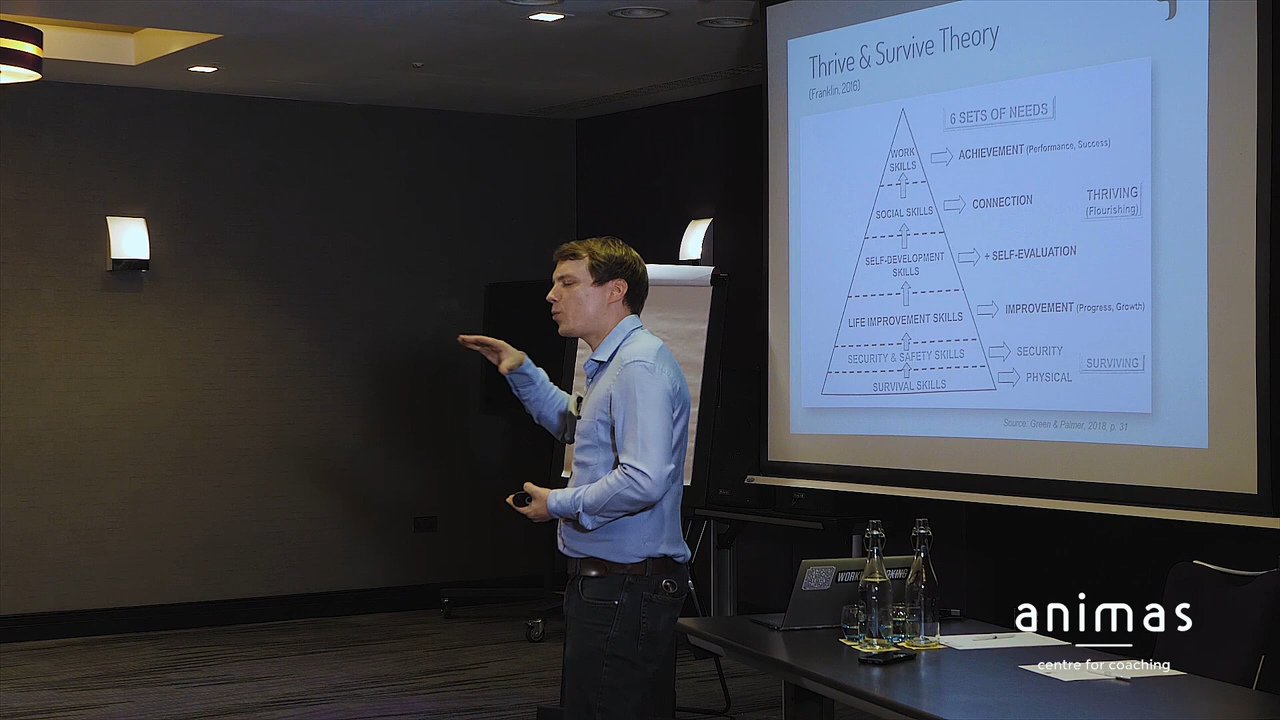 Thrive & Survive Theory
(Franklin, 2016)
6 SETS OF NEEDS
WORK
SKILLS
ACHIEVEMENT (Performance, Success)
SOCIAL SKILLS
CONNECTION
THRIVING
(Flourishing)
SELF-DEVELOPMENT
SKILLS
+ SELF-EVALUATION
LIFE IMPROVEMENT SKILLS
IMPROVEMENT (Progress, Growth)
SECURITY & SAFETY SKILLS
SECURITY
SURVIVING
SURVIVAL SKILLS
PHYSICAL
Source: Green & Palmer, 2018, p. 31
animas
centre for coaching